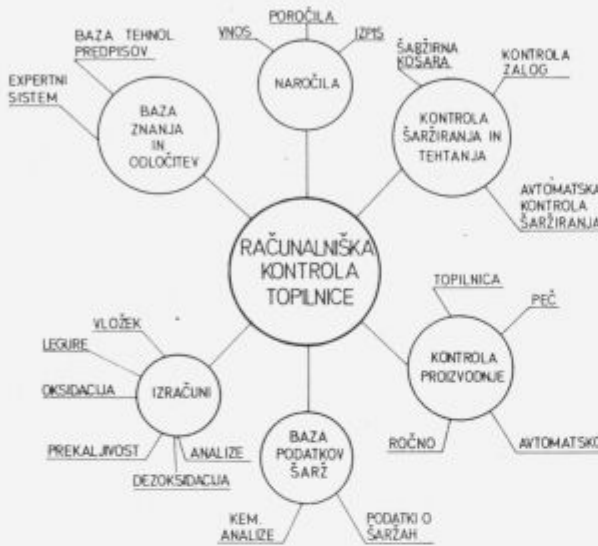 POROČILA
VNOS
IZPIS
NAROČILA
BAZA TEHNOL
PREDPISOV
EXPERTNI
SISTEM
BAZA
ZNANJA
IN
ODLOČITEV
ŠARŽIRNA
KOŠARA
KONTROLA
ZALOG
KONTROLA
ŠARŽIRANJA IN
TEHTANJA
AVTOMATSKA
KONTROLA
ŠARŽIRANJA
RAČUNALNIŠKA
KONTROLA
TOPILNICE
TOPILNICA
PEČ
KONTROLA
PROIZVODNJE
ROČNO
AVTOMATSKO
VLOŽEK
LEGURE
OKSIDACIJA
IZRAČUNI
PREKALJIVOST
ANALIZE
DEZOKSIDACIJA
BAZA
PODATKOV
ŠARŽ
KEM.
ANALIZE
PODATKI O
ŠARŽAH